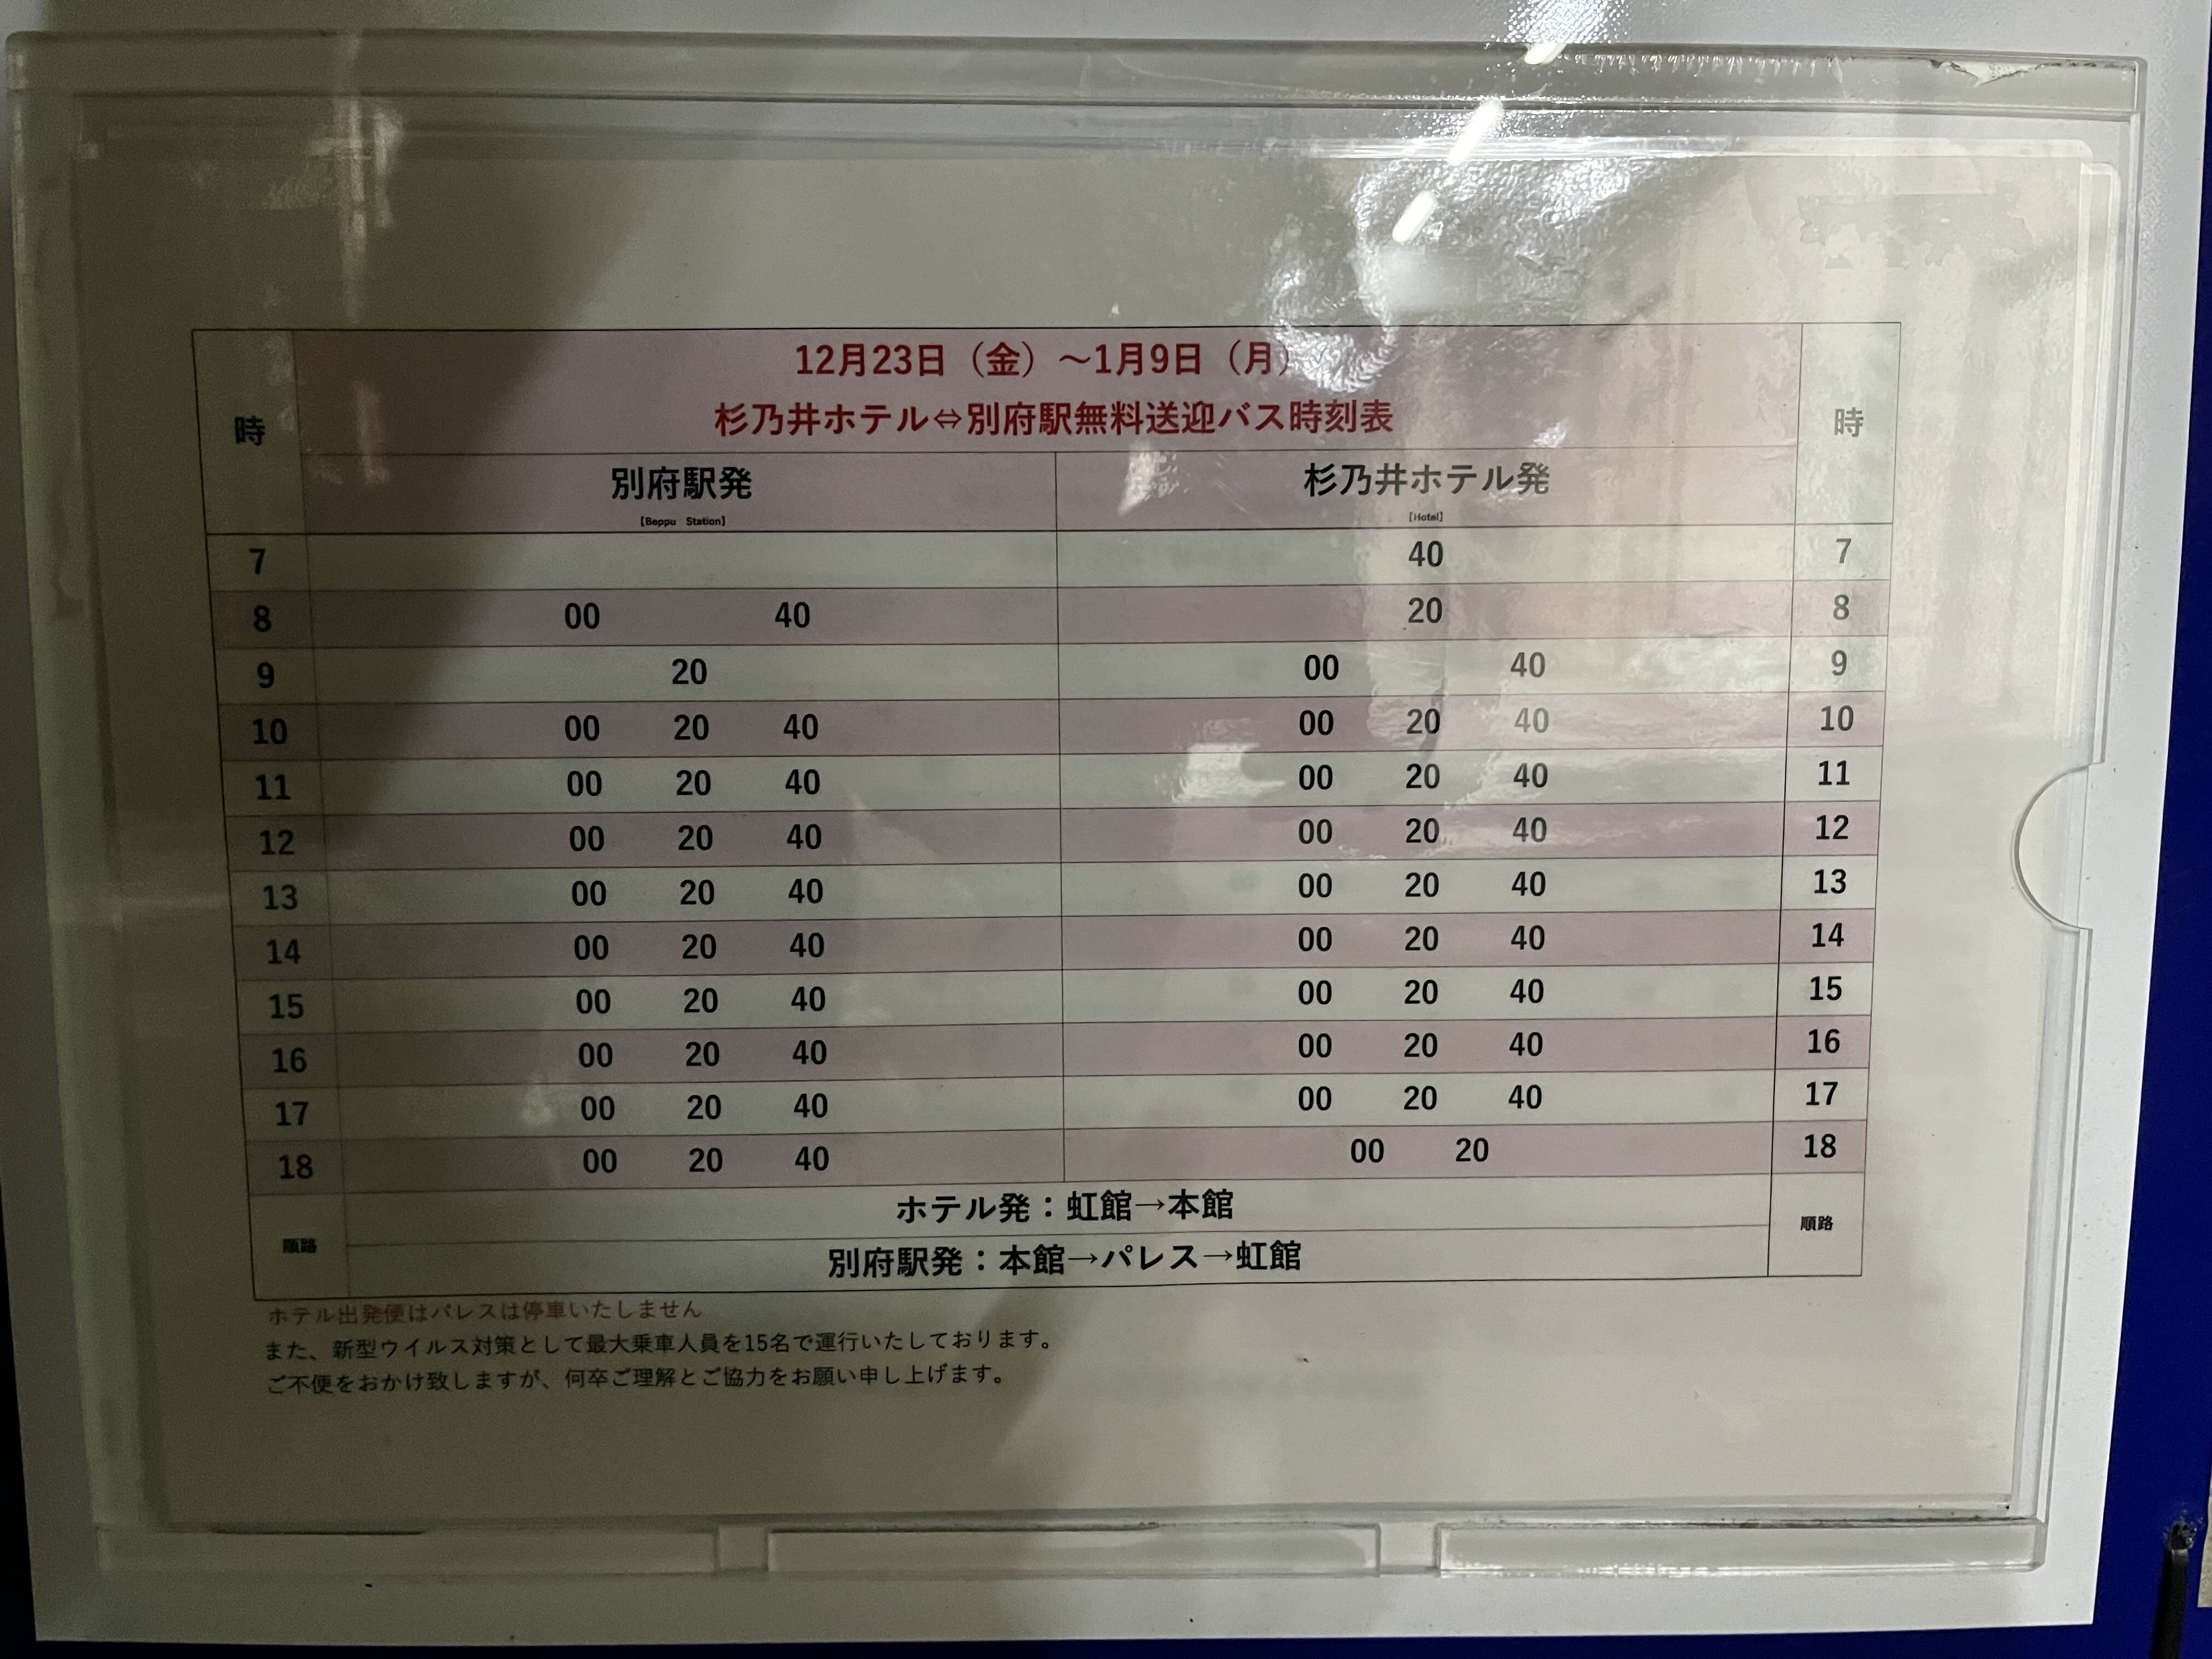 12月23日（金）～1月9日（月）
杉乃井ホテル⇔別府駅無料送迎バス時刻表
時 別府駅発 杉乃井ホテル発 時
【Beppu Station】 【Hotel】
7 40 7
8 00 40 20 8
9 20 00 40 9
10 00 20 40 00 20 40 10
11 00 20 40 00 20 40 11
12 00 20 40 00 20 40 12
13 00 20 40 00 20 40 13
14 00 20 40 00 20 40 14
15 00 20 40 00 20 40 15
16 00 20 40 00 20 40 16
17 00 20 40 00 20 40 17
18 00 20 40 00 20 18
順路 ホテル発：虹館→本館 順路
別府駅発：本館→パレス→虹館
ホテル出発便はパレスは停車いたしません
また、新型ウイルス対策として最大乗車人員を15名で運行いたしております。
ご不便をおかけ致しますが、何卒ご理解とご協力をお願い申し上げます。